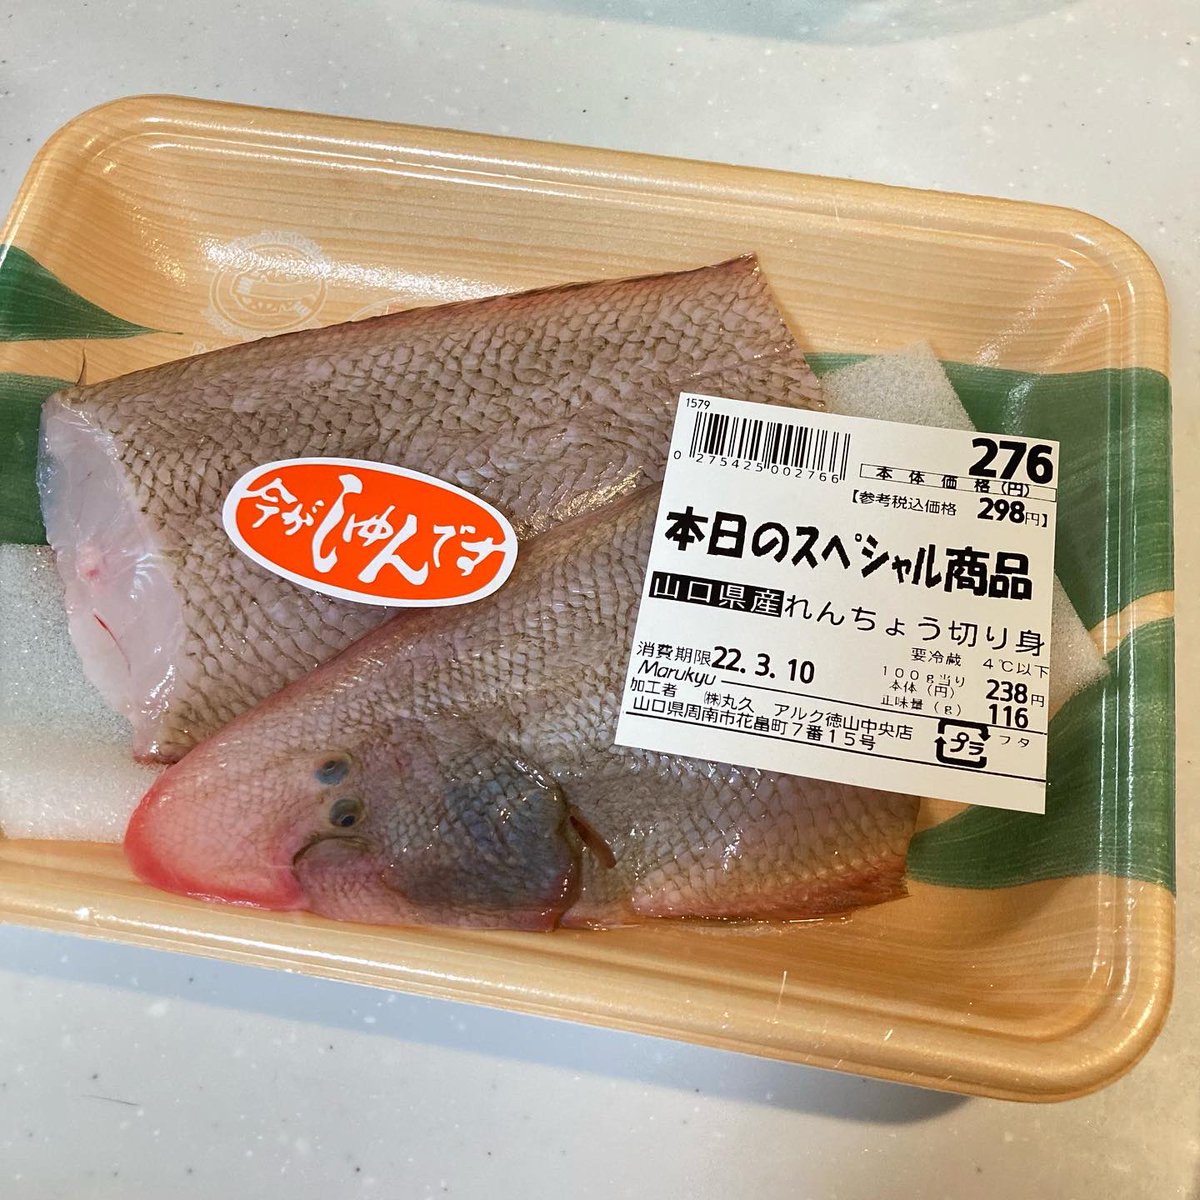 今がしゅんです
1579
0 275425 002766
276
本体価格(円)
【参考税込価格 298円】
本日のスペシャル商品
山口県産れんちょう切り身
消費期限22.3.10 要冷蔵 4℃以下
Marukyu
100g当り
本体(円) 238円
正味量(g) 116
加工者 ㈱丸久 アルク徳山中央店
山口県周南市花畠町7番15号
プラ フタ